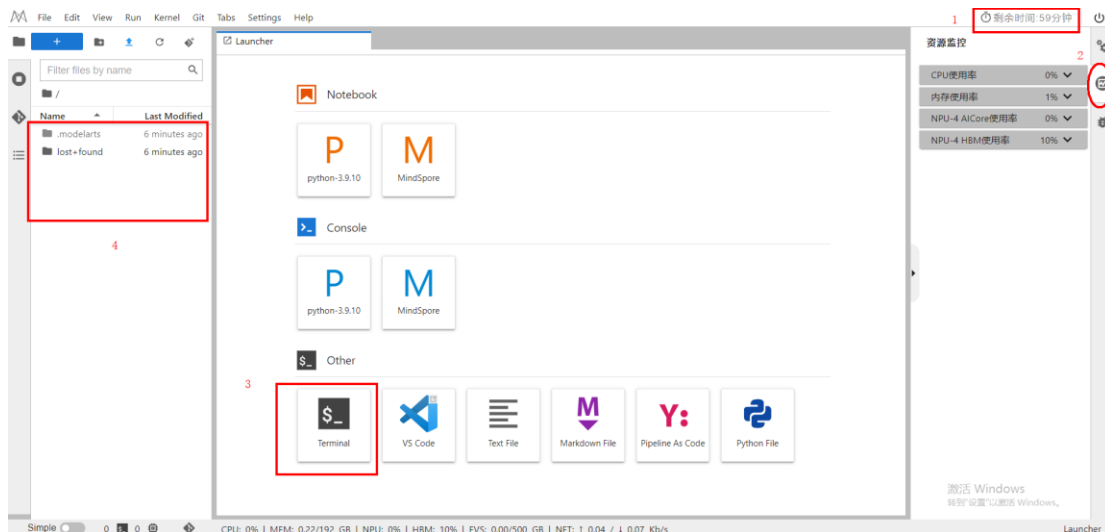 File Edit View Run Kernel Git Tabs Settings Help
1
剩余时间:59分钟
Launcher
资源监控
2
Filter files by name
CPU使用率 0%
/
Notebook
内存使用率 1%
Name Last Modified
NPU-4 AICore使用率 0%
.modelarts 6 minutes ago
NPU-4 HBM使用率 10%
lost+found 6 minutes ago
P M
python-3.9.10 MindSpore
Console
4
P M
python-3.9.10 MindSpore
$_ Other
3
$_ M Y:
Terminal VS Code Text File Markdown File Pipeline As Code Python File
激活 Windows
转到"设置"以激活 Windows。
Simple 0 0 CPU: 0% | MEM: 0.22/192 GB | NPU: 0% | HBM: 10% | EVS: 0.00/500 GB | NET: ↑ 0.04 / ↓ 0.07 Kb/s Launcher